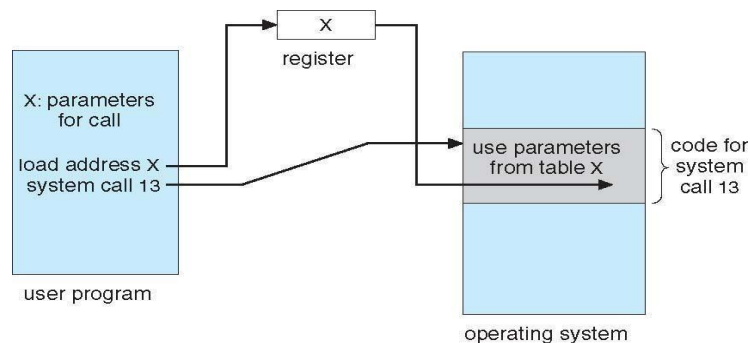 X
register
X: parameters
for call
load address X
system call 13
user program
use parameters
from table X
code for
system
call 13
operating system